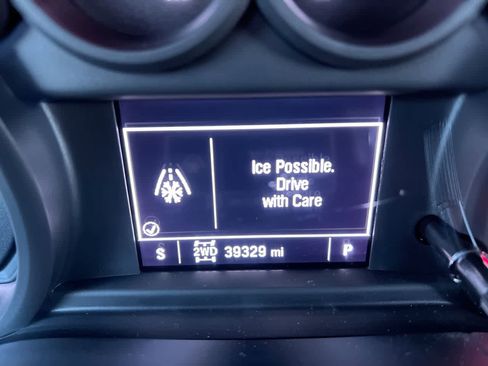 Ice Possible.
Drive
with Care
S 2WD 39329 mi P